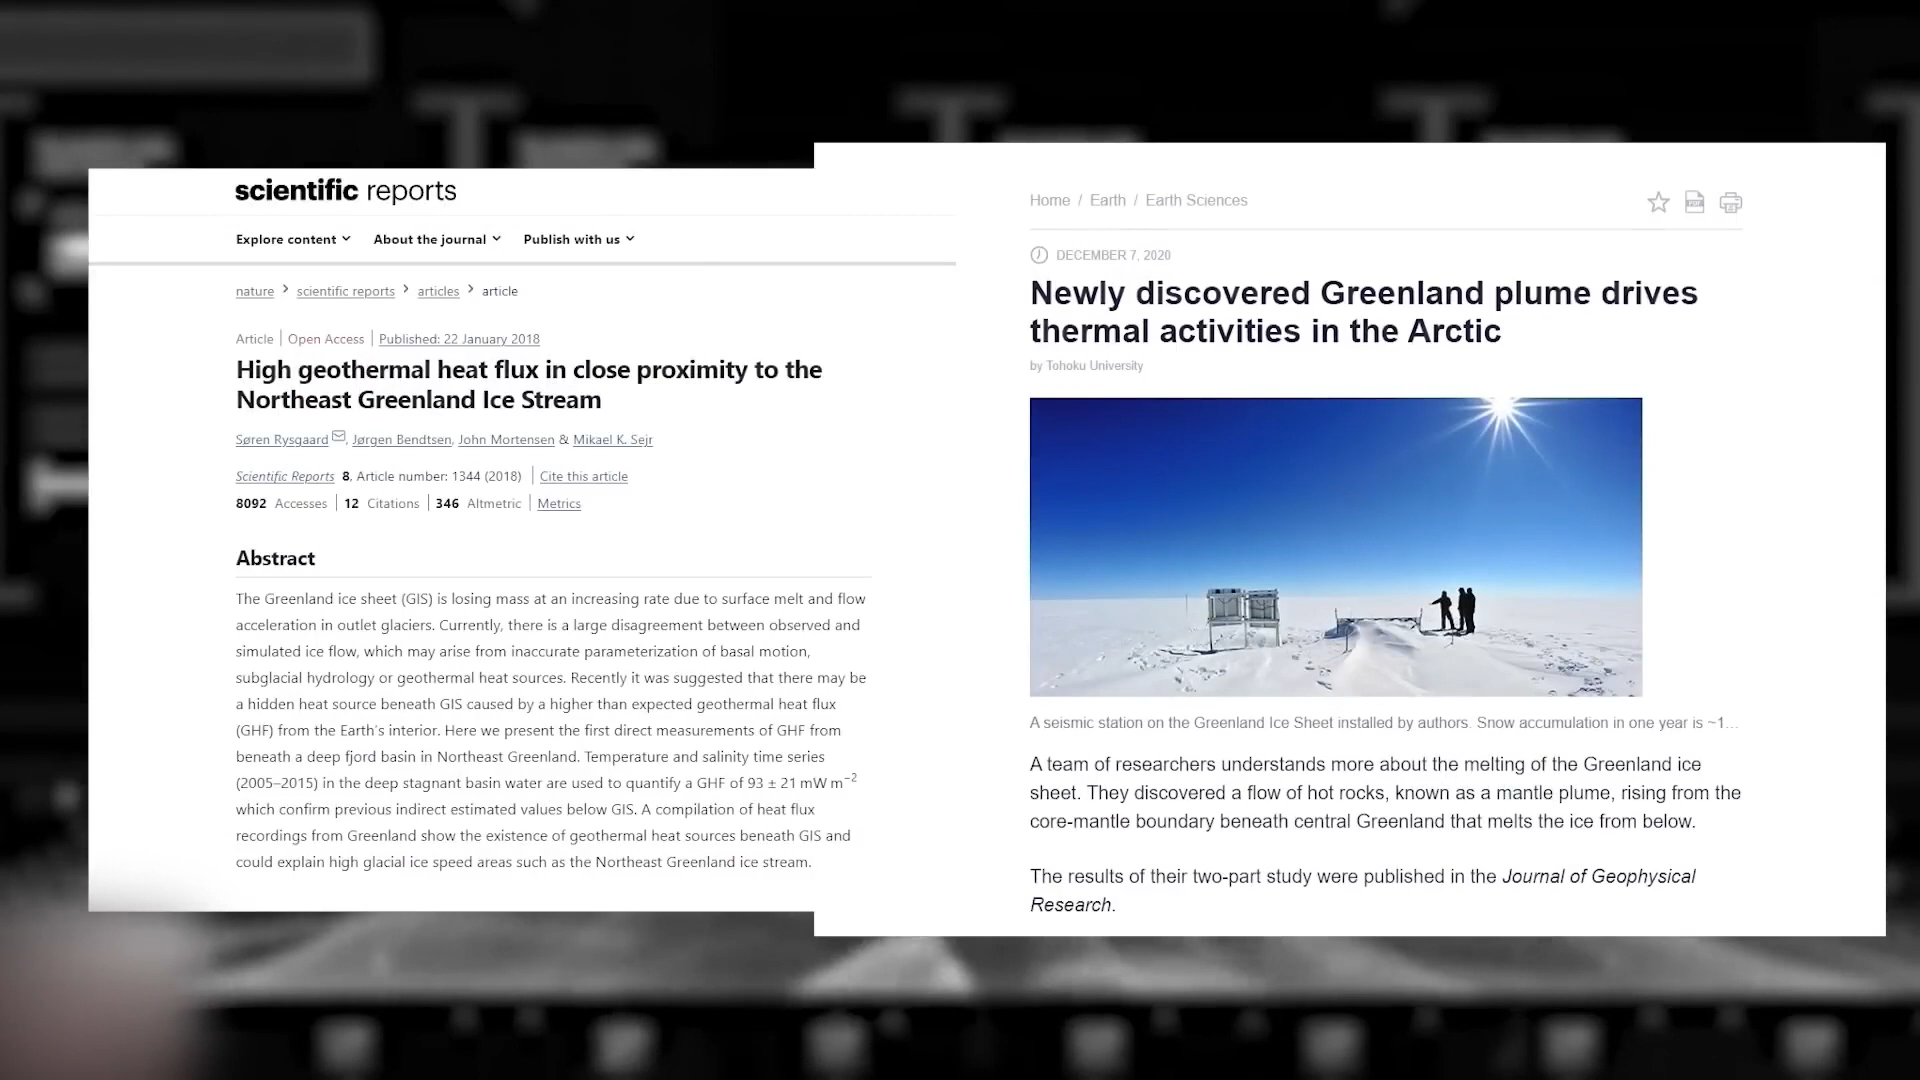 scientific reports
Explore content
About the journal
Publish with us
nature > scientific reports > articles > article
Article | Open Access | Published: 22 January 2018
High geothermal heat flux in close proximity to the
Northeast Greenland Ice Stream
Søren Rysgaard, Jørgen Bendtsen, John Mortensen & Mikael K. Sejr
Scientific Reports 8, Article number: 1344 (2018) | Cite this article
8092 Accesses | 12 Citations | 346 Altmetric | Metrics
Abstract
The Greenland ice sheet (GIS) is losing mass at an increasing rate due to surface melt and flow
acceleration in outlet glaciers. Currently, there is a large disagreement between observed and
simulated ice flow, which may arise from inaccurate parameterization of basal motion,
subglacial hydrology or geothermal heat sources. Recently it was suggested that there may be
a hidden heat source beneath GIS caused by a higher than expected geothermal heat flux
(GHF) from the Earth's interior. Here we present the first direct measurements of GHF from
beneath a deep fjord basin in Northeast Greenland. Temperature and salinity time series
(2005–2015) in the deep stagnant basin water are used to quantify a GHF of 93 ± 21 mW m⁻²
which confirm previous indirect estimated values below GIS. A compilation of heat flux
recordings from Greenland show the existence of geothermal heat sources beneath GIS and
could explain high glacial ice speed areas such as the Northeast Greenland ice stream.
Home / Earth / Earth Sciences
PDF
DECEMBER 7, 2020
Newly discovered Greenland plume drives
thermal activities in the Arctic
by Tohoku University
A seismic station on the Greenland Ice Sheet installed by authors. Snow accumulation in one year is ~1...
A team of researchers understands more about the melting of the Greenland ice
sheet. They discovered a flow of hot rocks, known as a mantle plume, rising from the
core-mantle boundary beneath central Greenland that melts the ice from below.
The results of their two-part study were published in the Journal of Geophysical
Research.